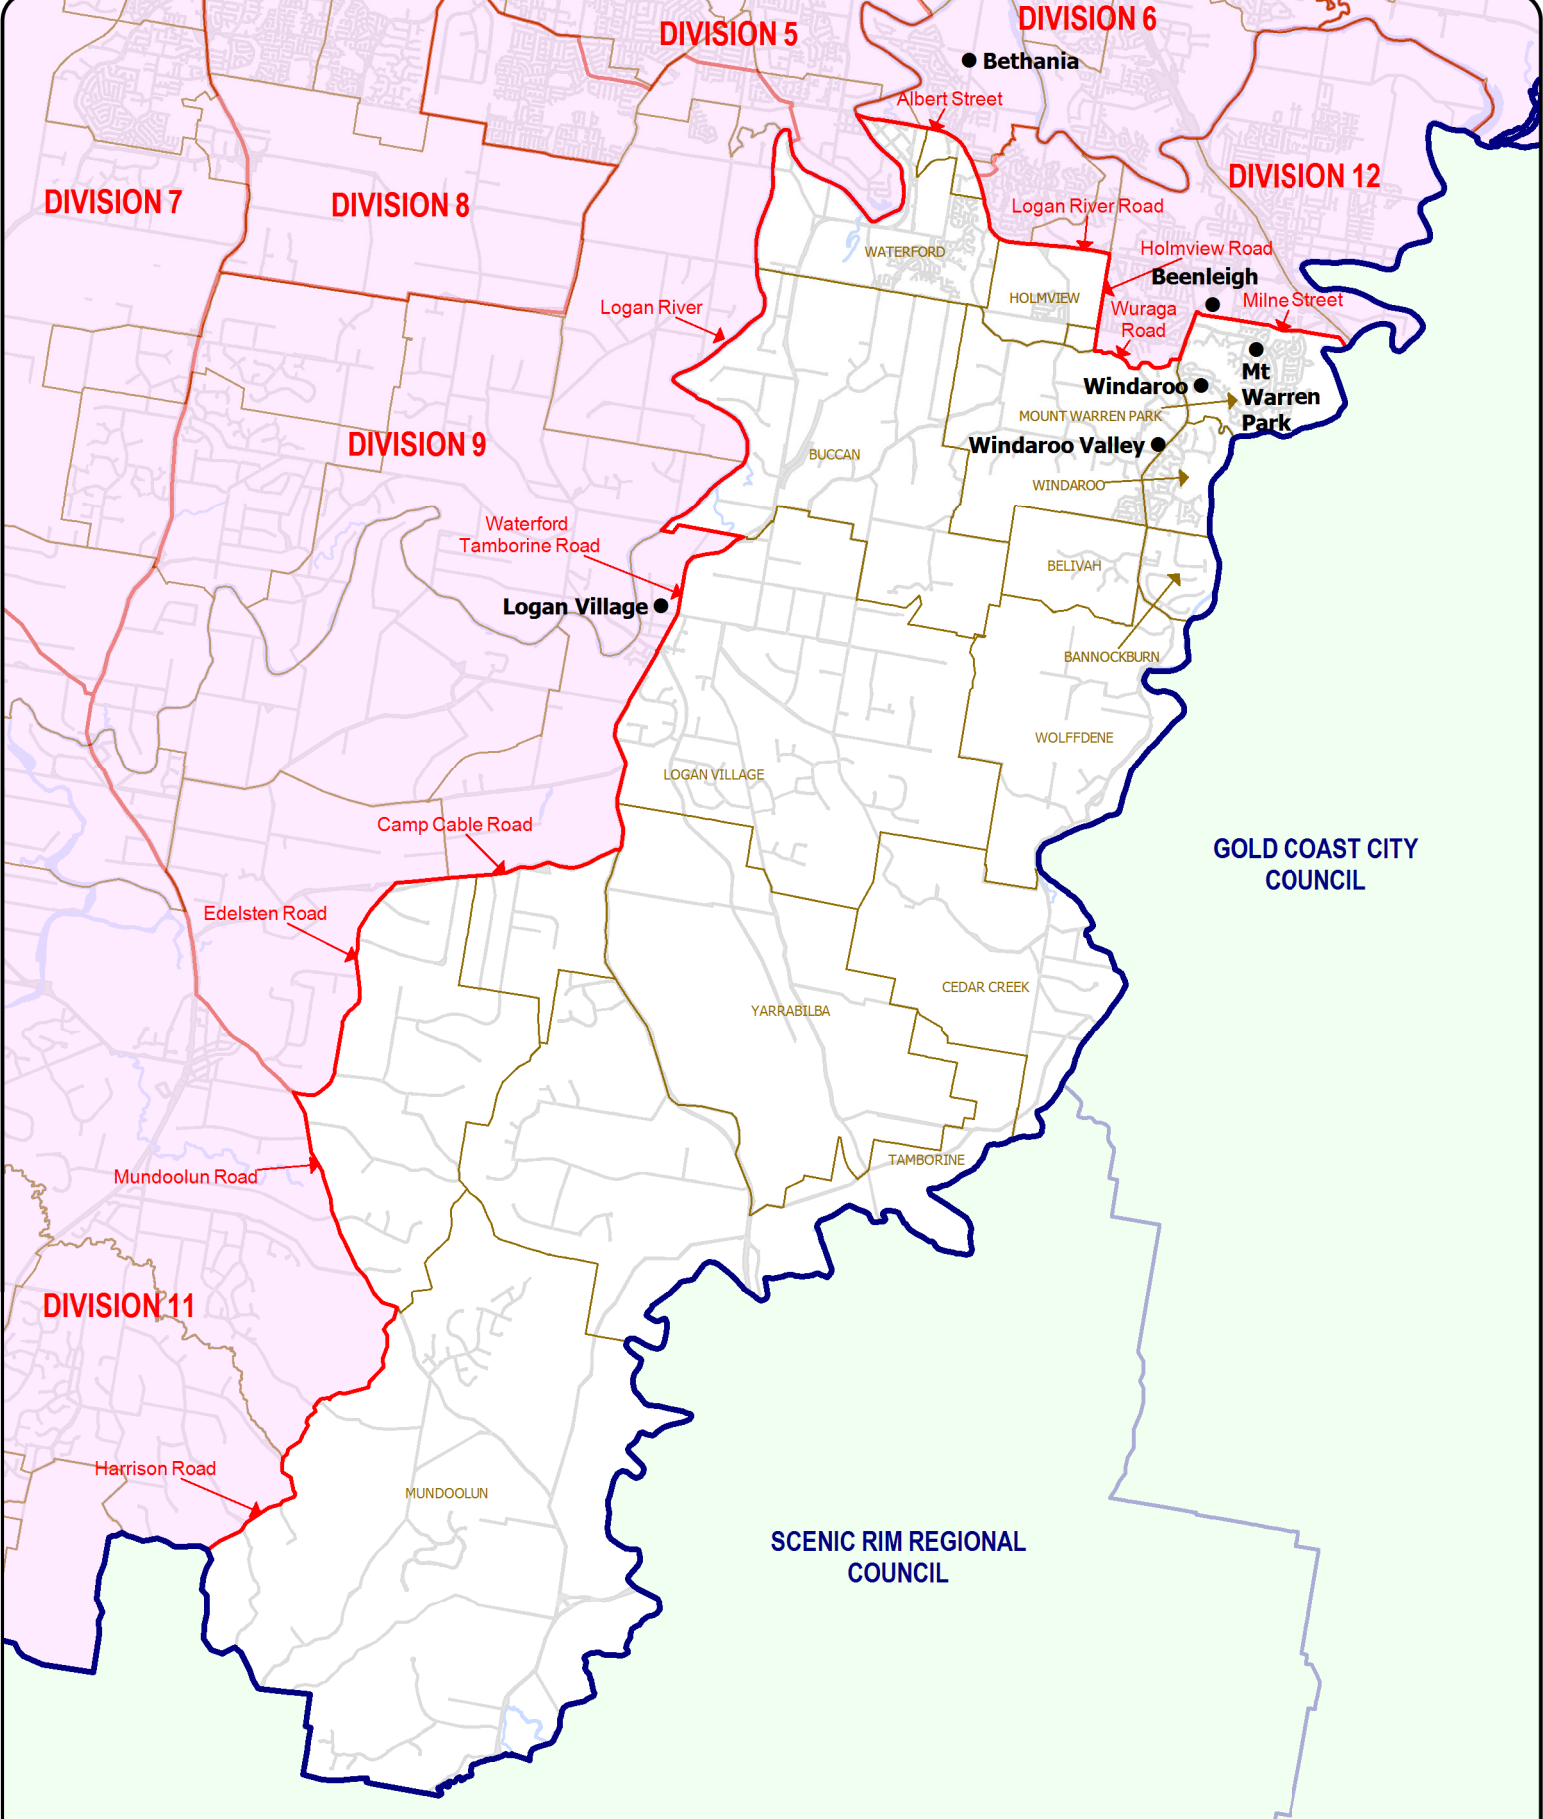 DIVISION 6
DIVISION 5
Bethania
Albert Street
DIVISION 12
DIVISION 7
DIVISION 8
Logan River Road
WATERFORD
Holmview Road
Beenleigh
HOLMVIEW
Milne Street
Logan River
Wuraga
Road
Mt
Warren
Park
Windaroo
MOUNT WARREN PARK
DIVISION 9
Windaroo Valley
BUCCAN
WINDAROO
Waterford
Tamborine Road
BELIVAH
Logan Village
BANNOCKBURN
WOLFFDENE
LOGAN VILLAGE
Camp Cable Road
GOLD COAST CITY
COUNCIL
Edelsten Road
CEDAR CREEK
YARRABILBA
TAMBORINE
Mundoolun Road
DIVISION 11
Harrison Road
MUNDOOLUN
SCENIC RIM REGIONAL
COUNCIL